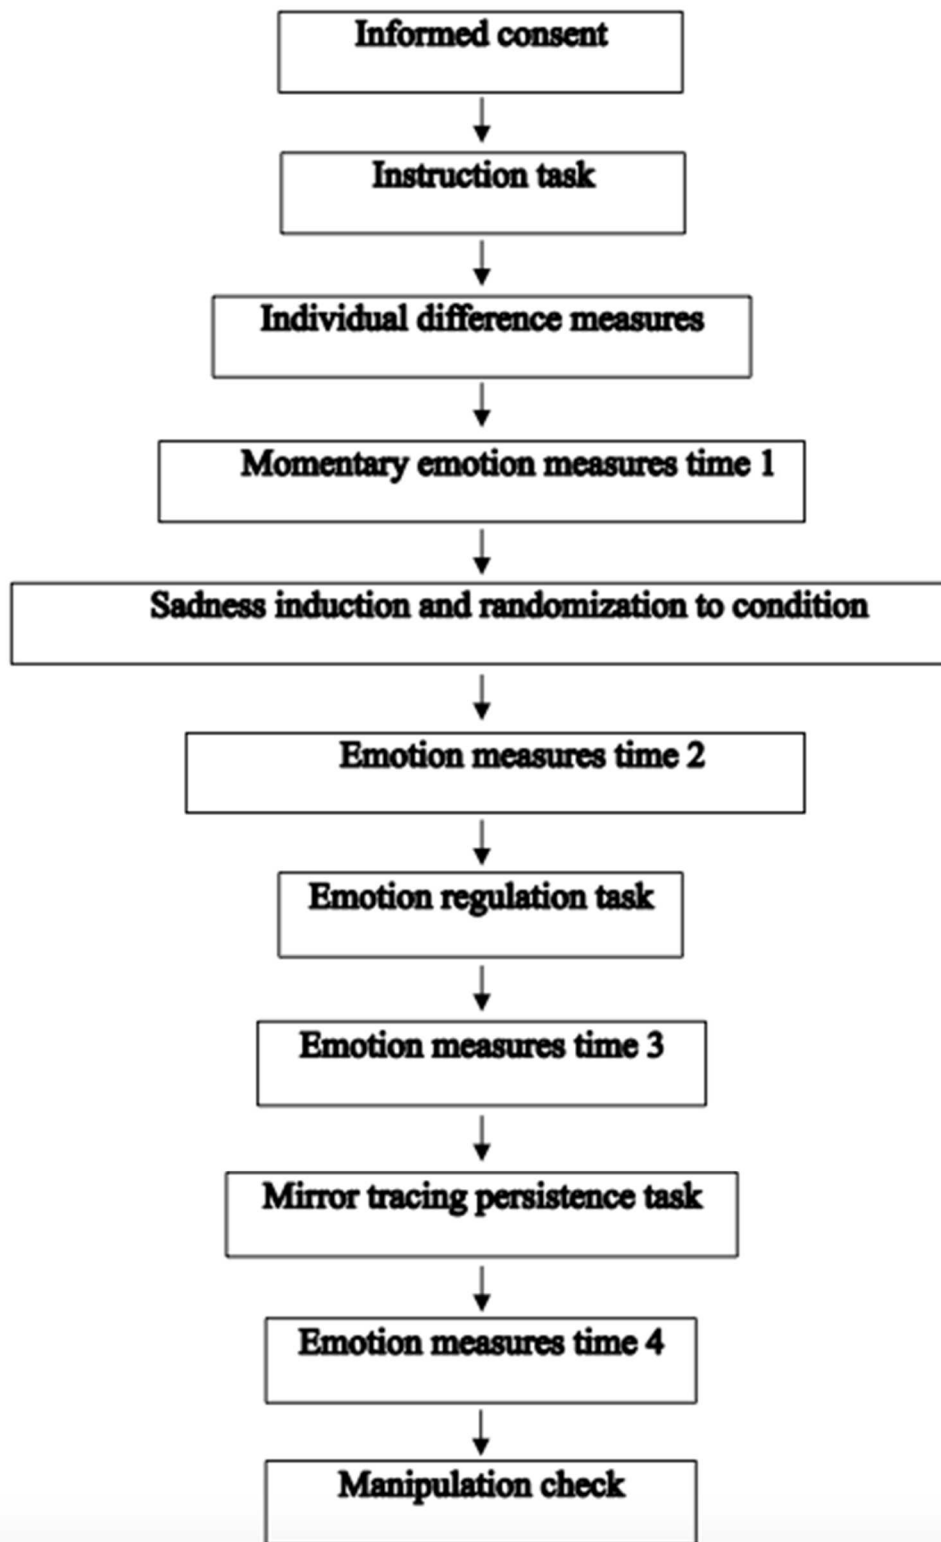 Informed consent
Instruction task
Individual difference measures
Momentary emotion measures time 1
Sadness induction and randomization to condition
Emotion measures time 2
Emotion regulation task
Emotion measures time 3
Mirror tracing persistence task
Emotion measures time 4
Manipulation check